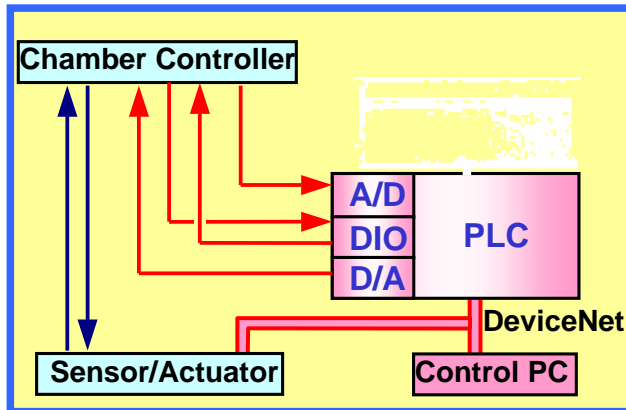 Chamber Controller
A/D
DIO
PLC
D/A
DeviceNet
Sensor/Actuator
Control PC